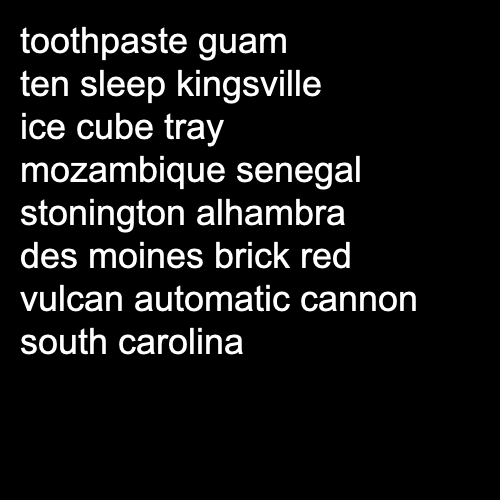 toothpaste guam
ten sleep kingsville
ice cube tray
mozambique senegal
stonington alhambra
des moines brick red
vulcan automatic cannon
south carolina